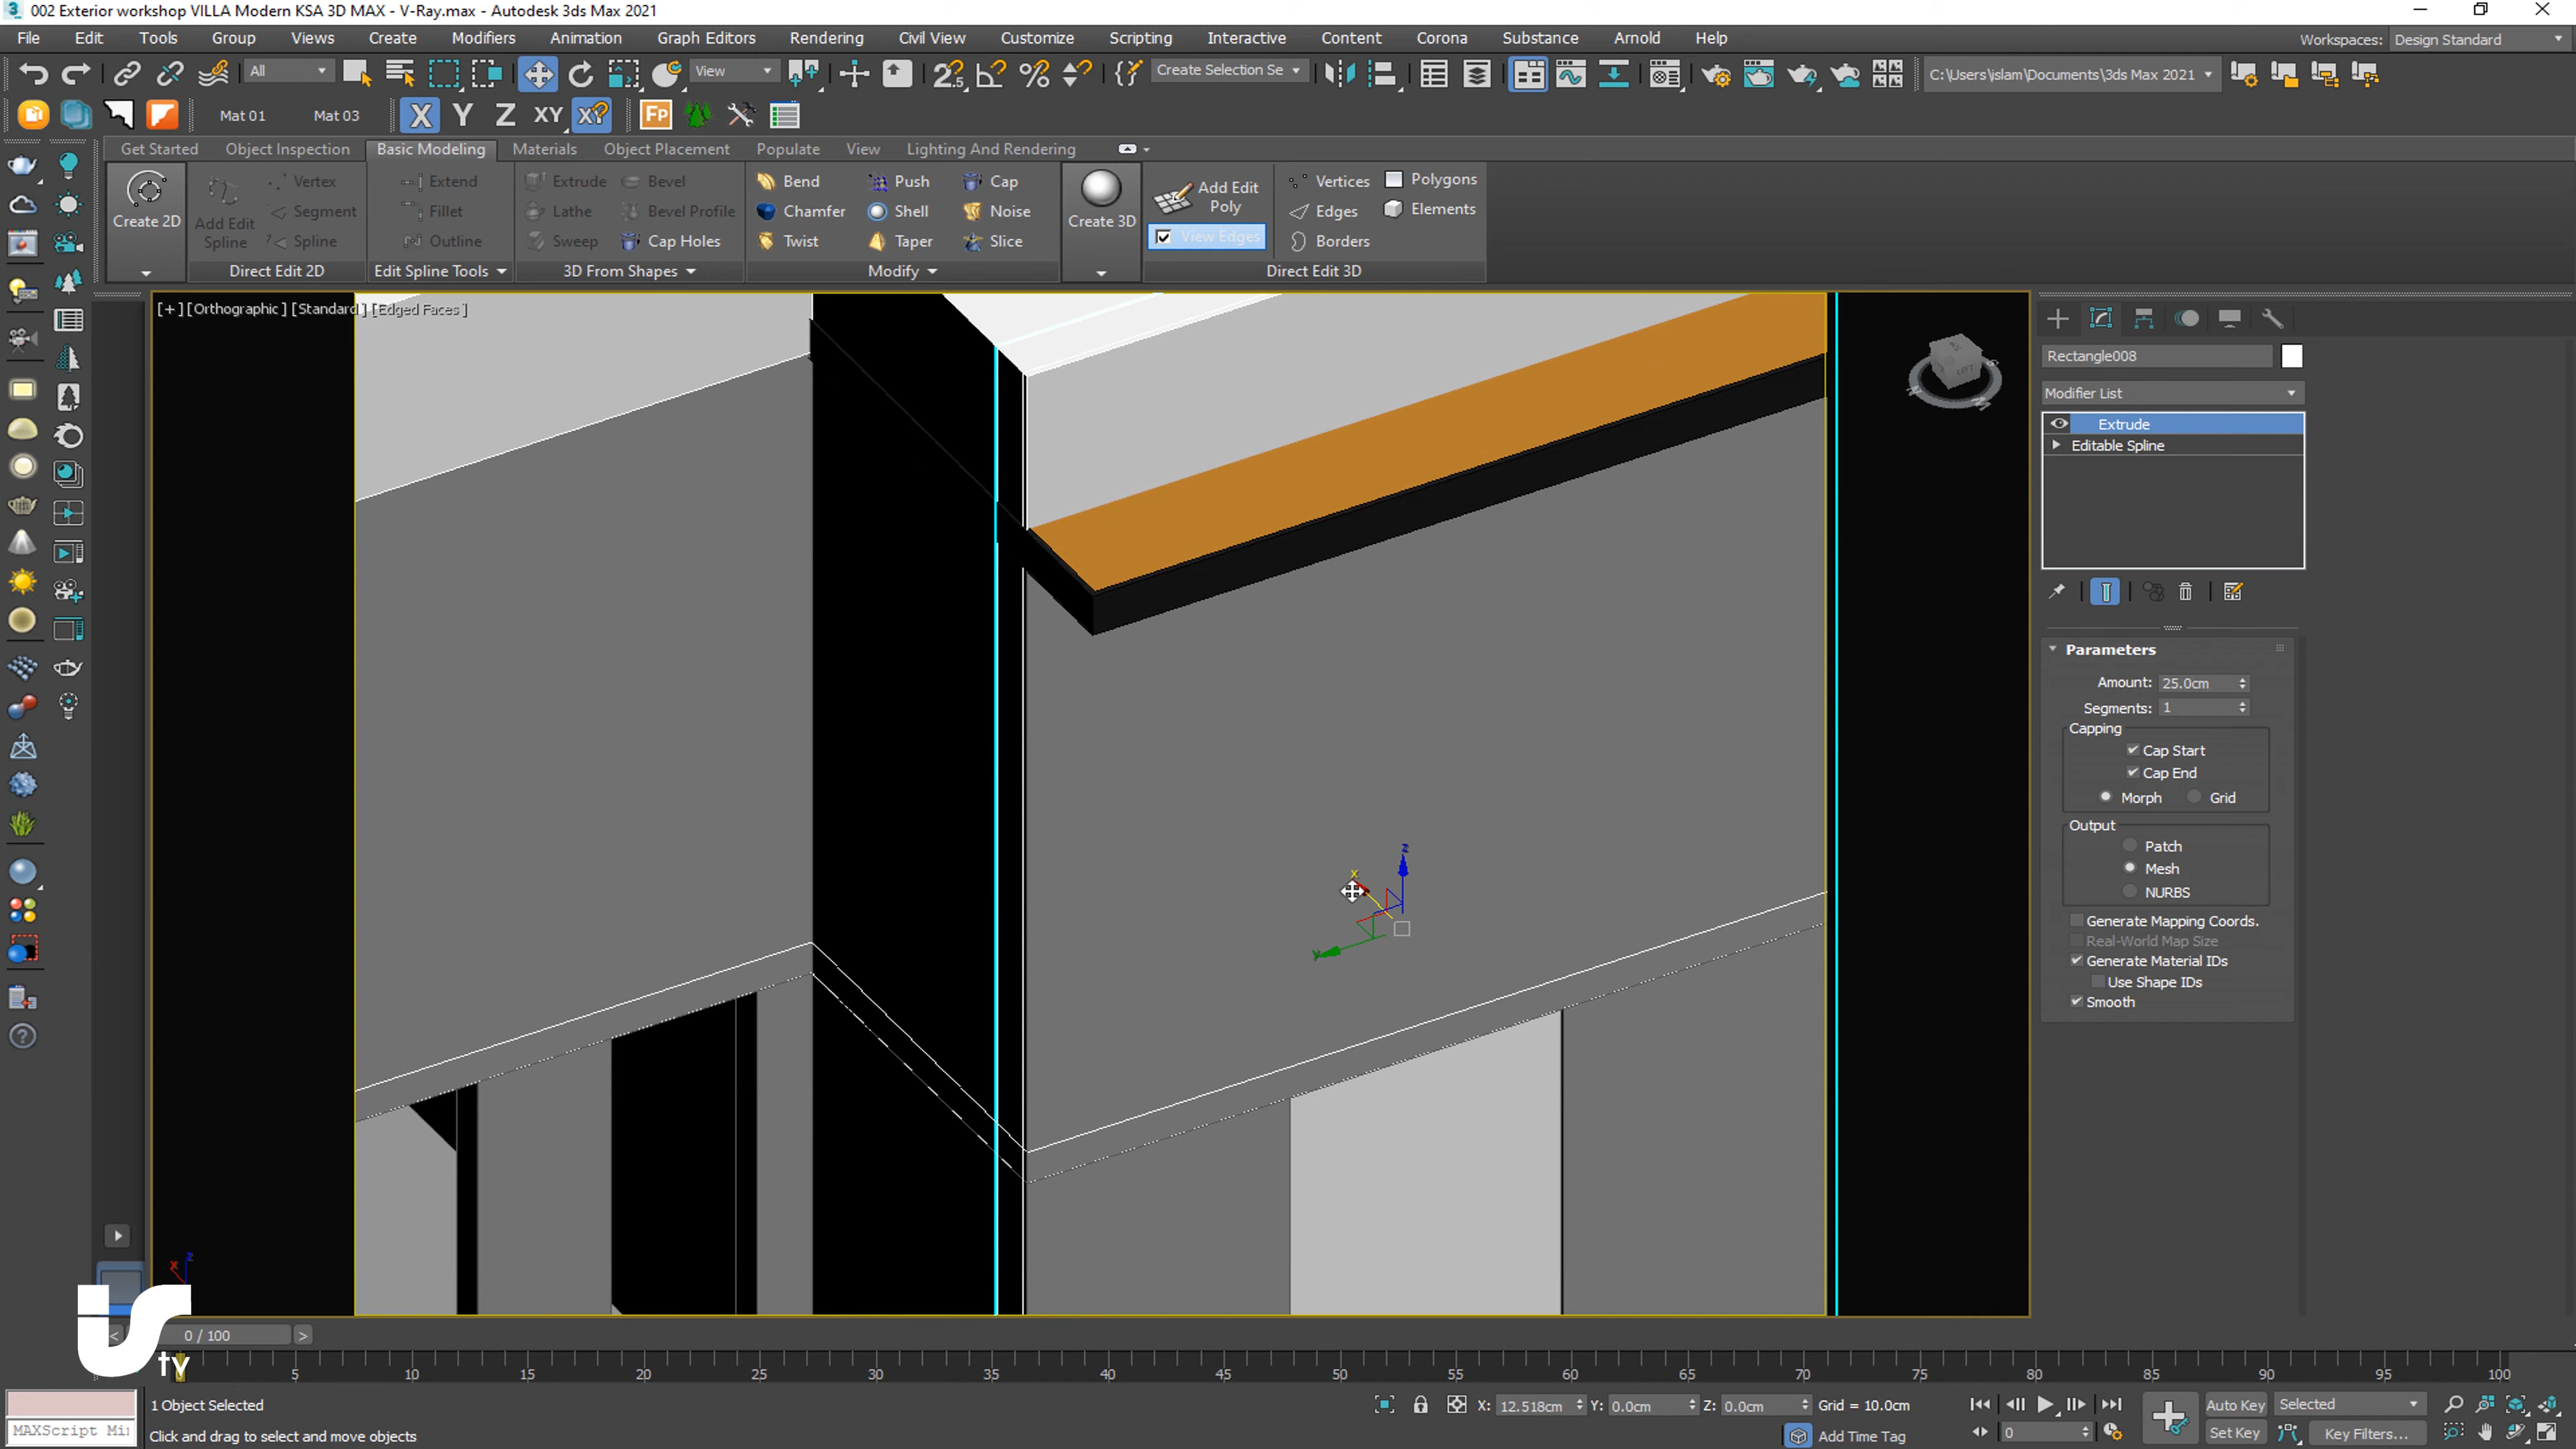 002 Exterior workshop VILLA Modern KSA 3D MAX - V-Ray.max - Autodesk 3ds Max 2021
File Edit Tools Group Views Create Modifiers Animation Graph Editors Rendering Civil View Customize Scripting Interactive Content Corona Substance Arnold Help Workspaces: Design Standard
All View Create Selection Se C:\Users\islam\Documents\3ds Max 2021
Mat 01 Mat 03 X Y Z XY XY Fp
Get Started Object Inspection Basic Modeling Materials Object Placement Populate View Lighting And Rendering
Vertex Extend Extrude Bevel Bend Push Cap Vertices Polygons
Create 2D Add Edit Spline Segment Fillet Lathe Bevel Profile Chamfer Shell Noise Create 3D Add Edit Poly Edges Elements
Spline Outline Sweep Cap Holes Twist Taper Slice View Edges Borders
Direct Edit 2D Edit Spline Tools 3D From Shapes Modify Direct Edit 3D
[+] [Orthographic] [Standard] [Edged Faces]
LEFT
Rectangle008
Modifier List
Extrude
Editable Spline
Parameters
Amount: 25.0cm
Segments: 1
Capping
Cap Start
Cap End
Morph Grid
Output
Patch
Mesh
NURBS
Generate Mapping Coords.
Real-World Map Size
Generate Material IDs
Use Shape IDs
Smooth
x z
y
x z
ty
< 0 / 100 >
5 10 15 20 25 30 35 40 45 50 55 60 65 70 75 80 85 90 95 100
1 Object Selected X: 12.518cm Y: 0.0cm Z: 0.0cm Grid = 10.0cm Auto Key Selected
MAXScript Mi Click and drag to select and move objects Add Time Tag 0 Set Key Key Filters...